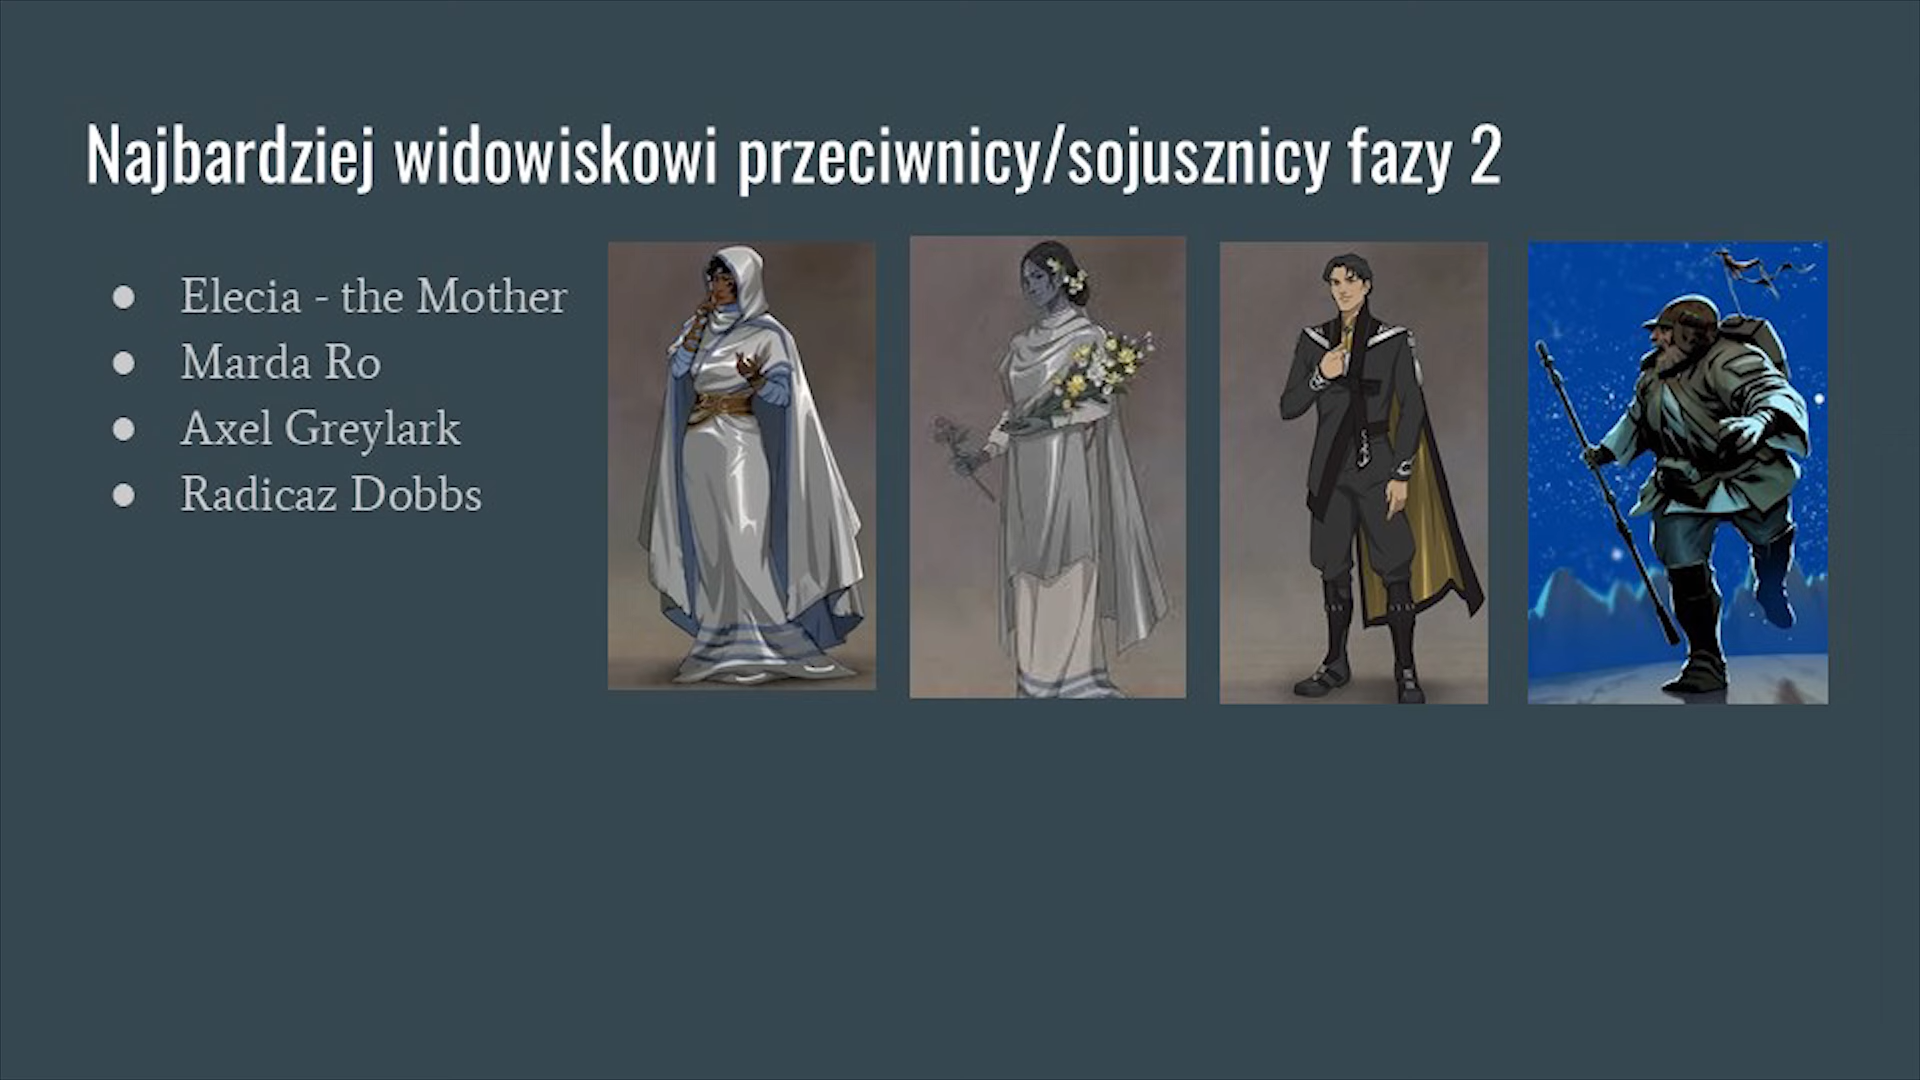 Najbardziej widowiskowi przeciwnicy/sojusznicy fazy 2
● Elecia - the Mother
● Marda Ro
● Axel Greylark
● Radicaz Dobbs